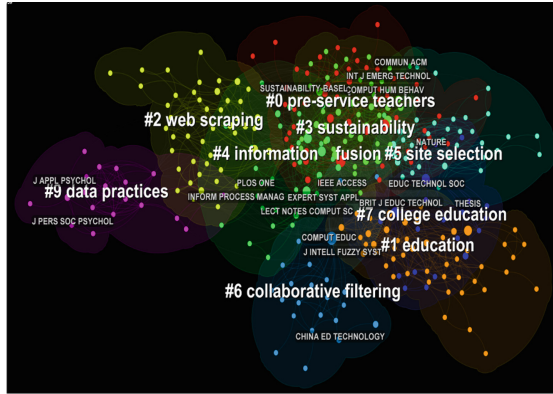 COMMUN ACM
INT J EMERG TECHNOL
SUSTAINABILITY-BASEL COMPUT HUM BEHAV
#0 pre-service teachers
#2 web scraping
#3 sustainability
NATURE
#4 information fusion #5 site selection
J APPL PSYCHOL
PLOS ONE
IEEE ACCESS
EDUC TECHNOL SOC
#9 data practices
INFORM PROCESS MANAG
EXPERT SYST APPL
BRIT J EDUC TECHNOL
THESIS
LECT NOTES COMPUT SC
#7 college education
J PERS SOC PSYCHOL
COMPUT EDUC
#1 education
J INTELL FUZZY SYST
#6 collaborative filtering
CHINA ED TECHNOLOGY